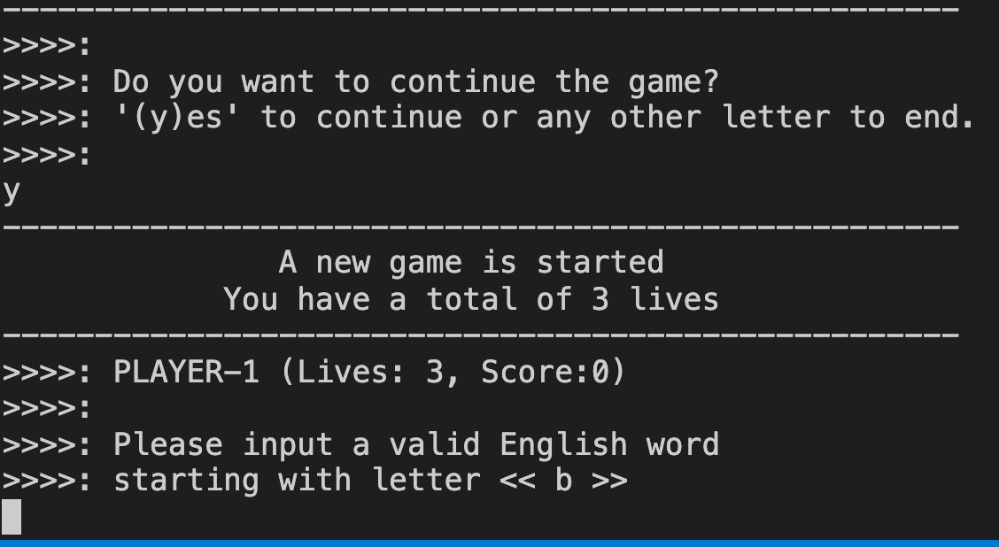 ----------------------------------------------------
>>>>:
>>>>: Do you want to continue the game?
>>>>: '(y)es' to continue or any other letter to end.
>>>>:
y
----------------------------------------------------
A new game is started
You have a total of 3 lives
----------------------------------------------------
>>>>: PLAYER-1 (Lives: 3, Score:0)
>>>>:
>>>>: Please input a valid English word
>>>>: starting with letter << b >>